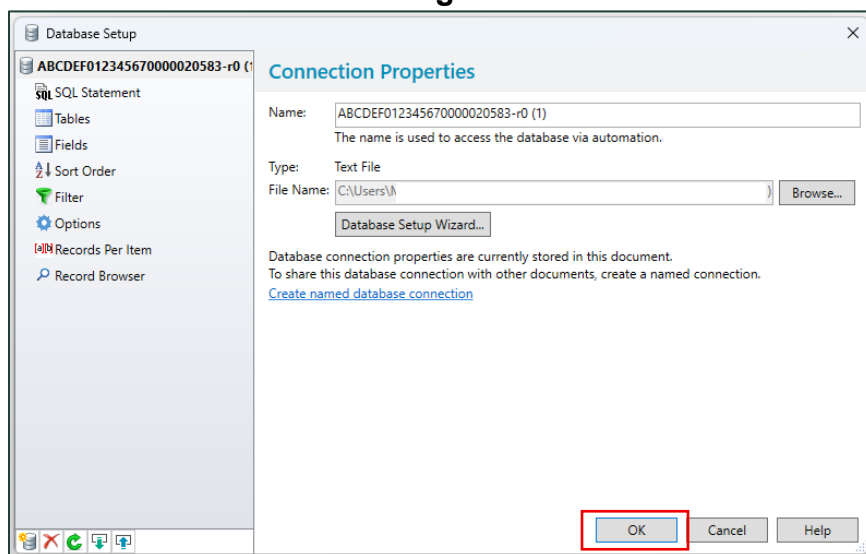 Database Setup
ABCDEF012345670000020583-r0 (1
SQL Statement
Tables
Fields
Sort Order
Filter
Options
Records Per Item
Record Browser
Connection Properties
Name: ABCDEF012345670000020583-r0 (1)
The name is used to access the database via automation.
Type: Text File
File Name: C:\Users\M ) Browse...
Database Setup Wizard...
Database connection properties are currently stored in this document.
To share this database connection with other documents, create a named connection.
Create named database connection
OK Cancel Help